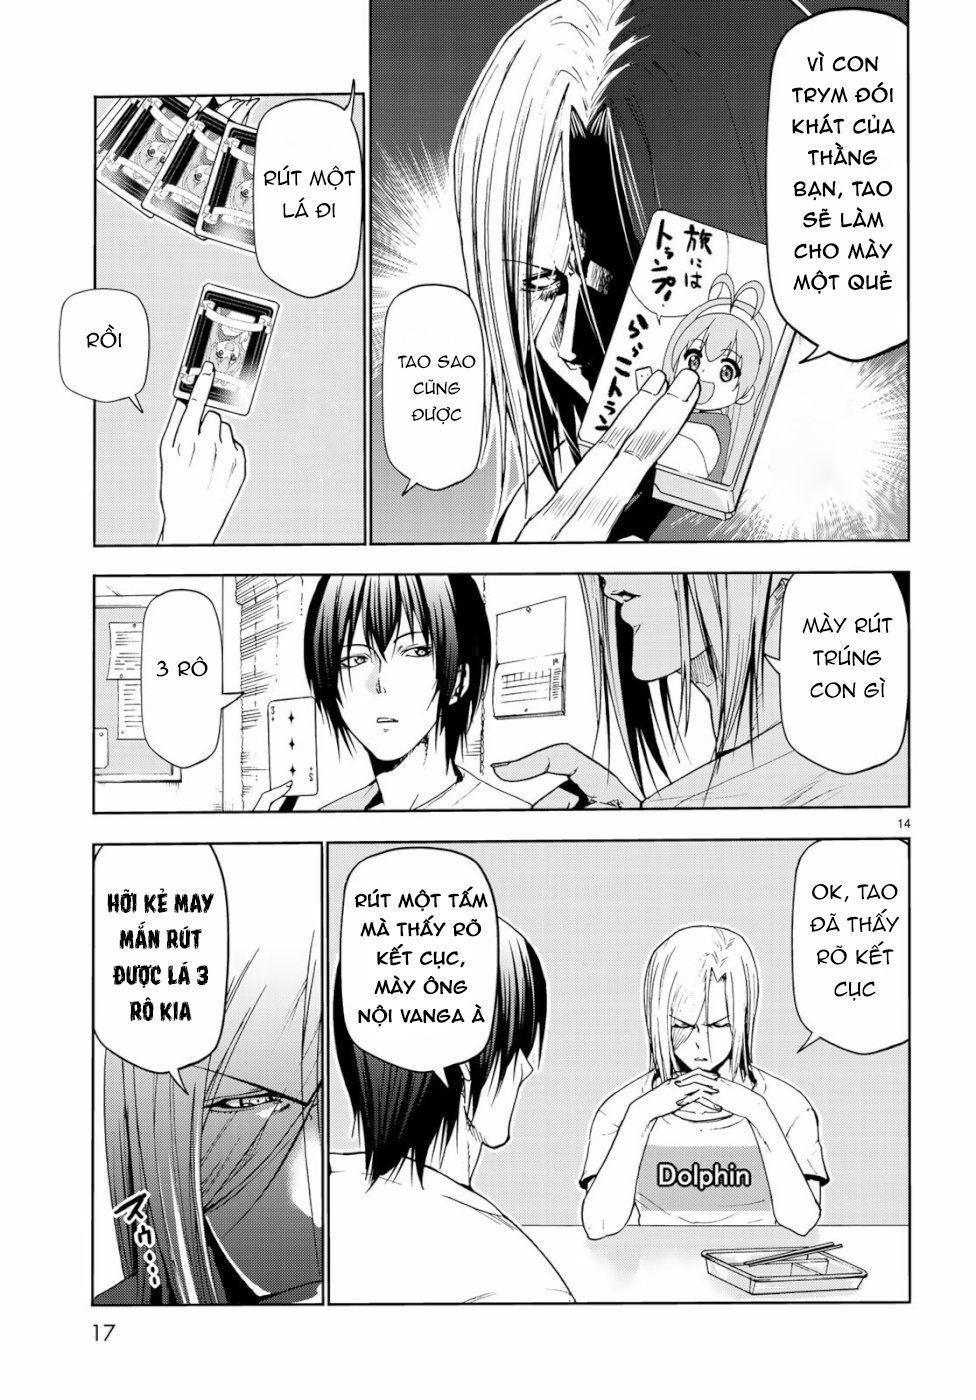 VÌ CON
TRYM ĐÓI
KHÁT CỦA
THẰNG
BẠN, TAO
SẼ LÀM
CHO MÀY
MỘT QUẺ
旅には
トランプ!
TAO SAO
CŨNG
ĐƯỢC
RÚT MỘT
LÁ ĐI
RỒI
MÀY RÚT
TRÚNG
CON GÌ
3 RÔ
3
3
14
OK, TAO
ĐÃ THẤY
RÕ KẾT
CỤC
Dolphin
RÚT MỘT TẤM
MÀ THẤY RÕ
KẾT CỤC,
MÀY ÔNG
NỘI VANGA À
HỠI KẺ MAY
MẮN RÚT
ĐƯỢC LÁ 3
RÔ KIA
17